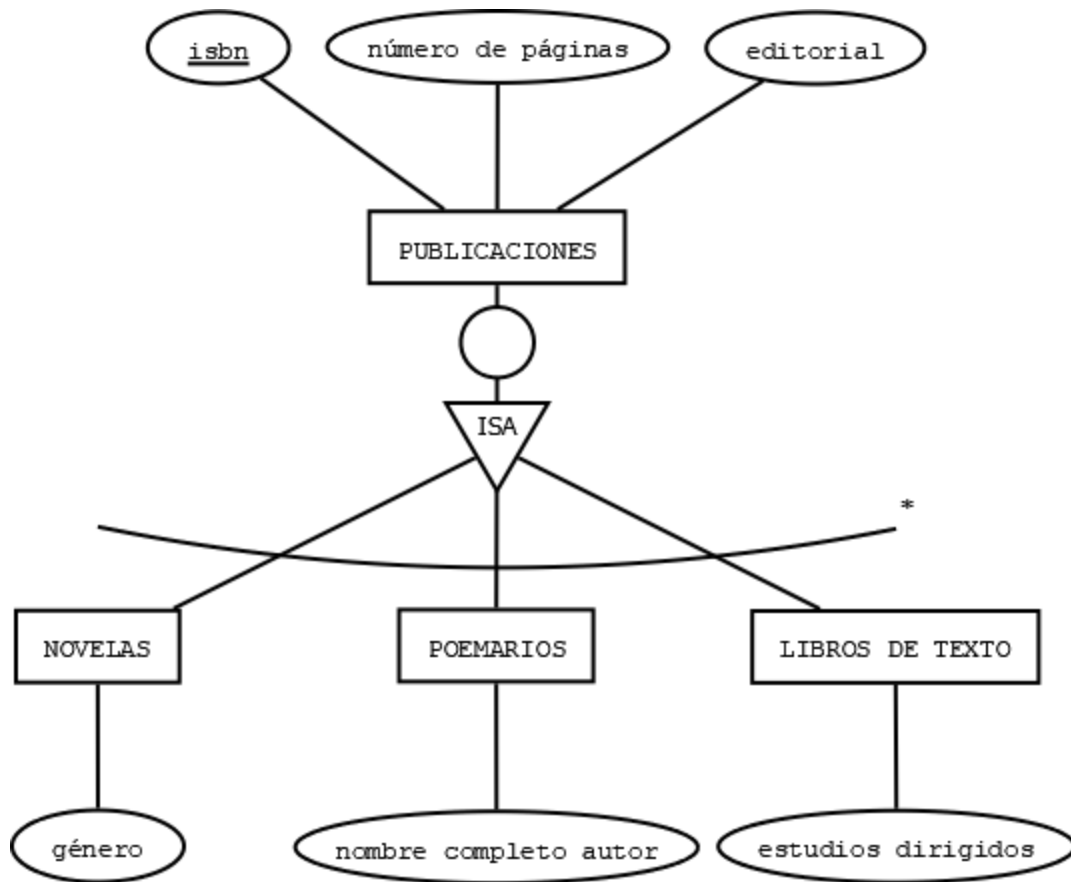 isbn
número de páginas
editorial
PUBLICACIONES
ISA
*
NOVELAS
POEMARIOS
LIBROS DE TEXTO
género
nombre completo autor
estudios dirigidos